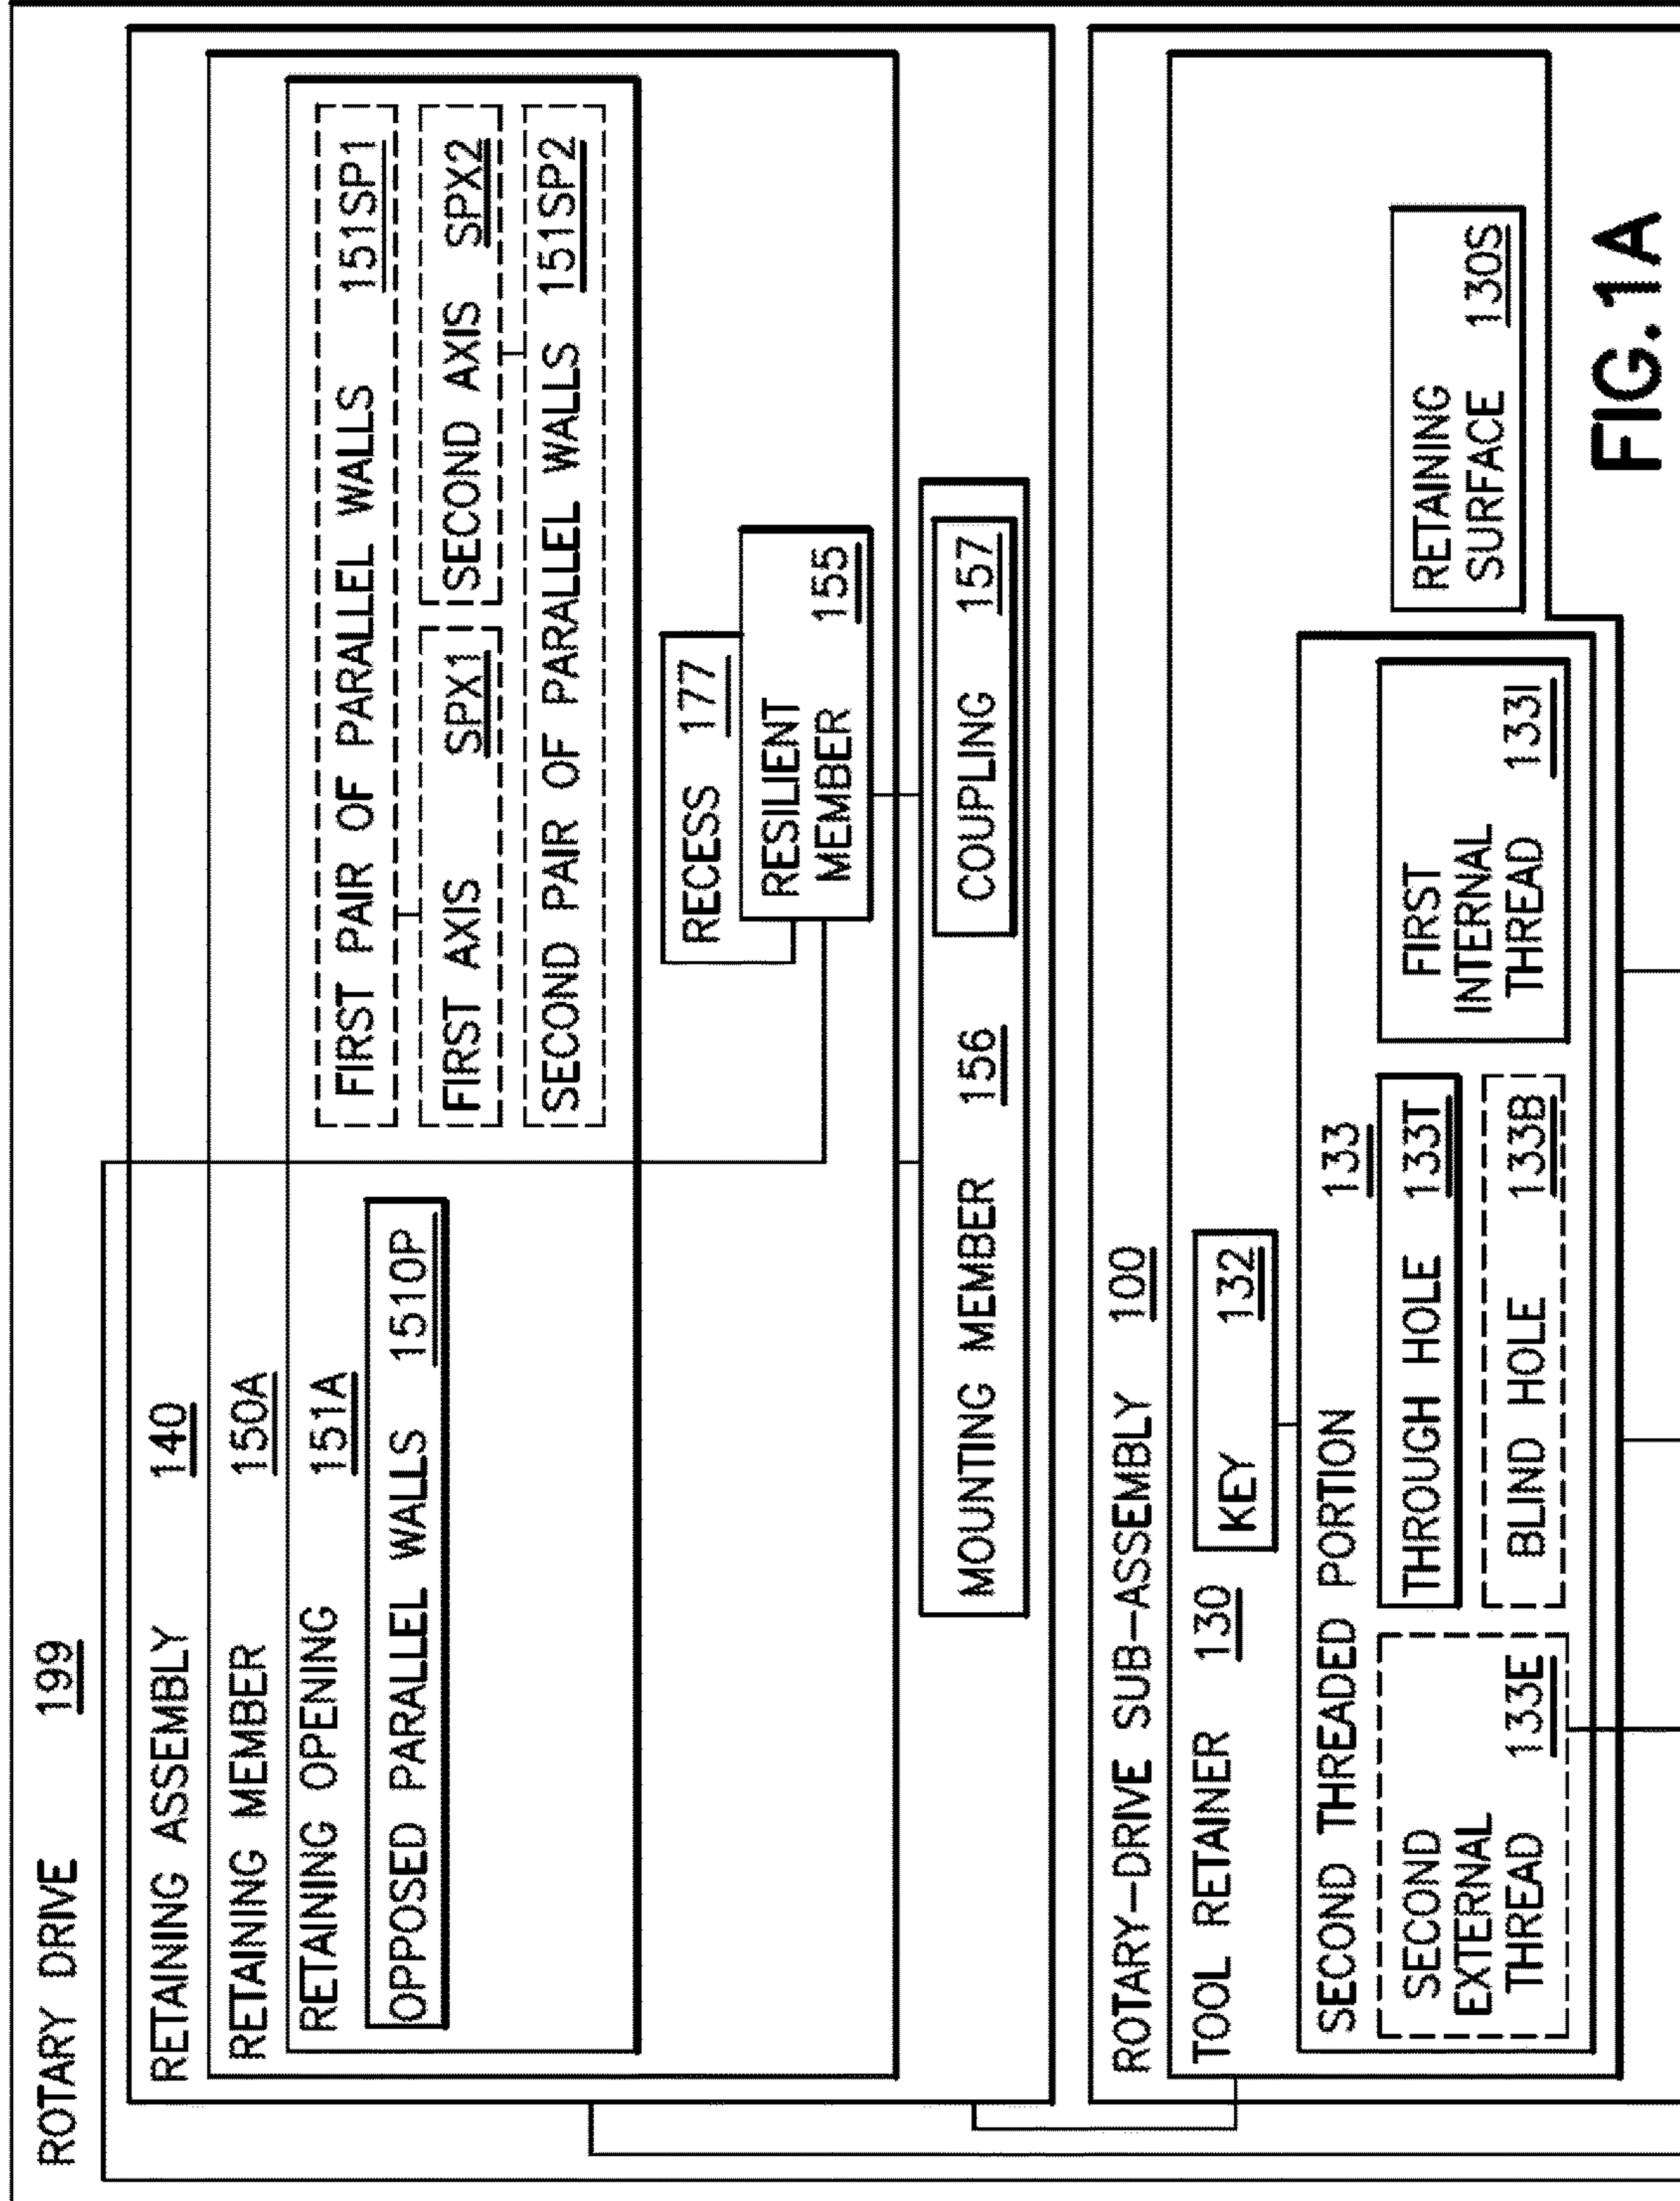 ROTARY DRIVE 199
RETAINING ASSEMBLY 140
RETAINING MEMBER 150A
RETAINING OPENING 151A
OPPOSED PARALLEL WALLS 151OP
FIRST PAIR OF PARALLEL WALLS 151SP1
FIRST AXIS SPX1
SECOND AXIS SPX2
SECOND PAIR OF PARALLEL WALLS 151SP2
RECESS 177
RESILIENT
MEMBER 155
MOUNTING MEMBER 156
COUPLING 157
ROTARY-DRIVE SUB-ASSEMBLY 100
TOOL RETAINER 130
KEY 132
SECOND THREADED PORTION 133
SECOND
EXTERNAL
THREAD 133E
THROUGH HOLE 133T
BLIND HOLE 133B
FIRST
INTERNAL
THREAD 133I
RETAINING
SURFACE 130S
FIG.1A